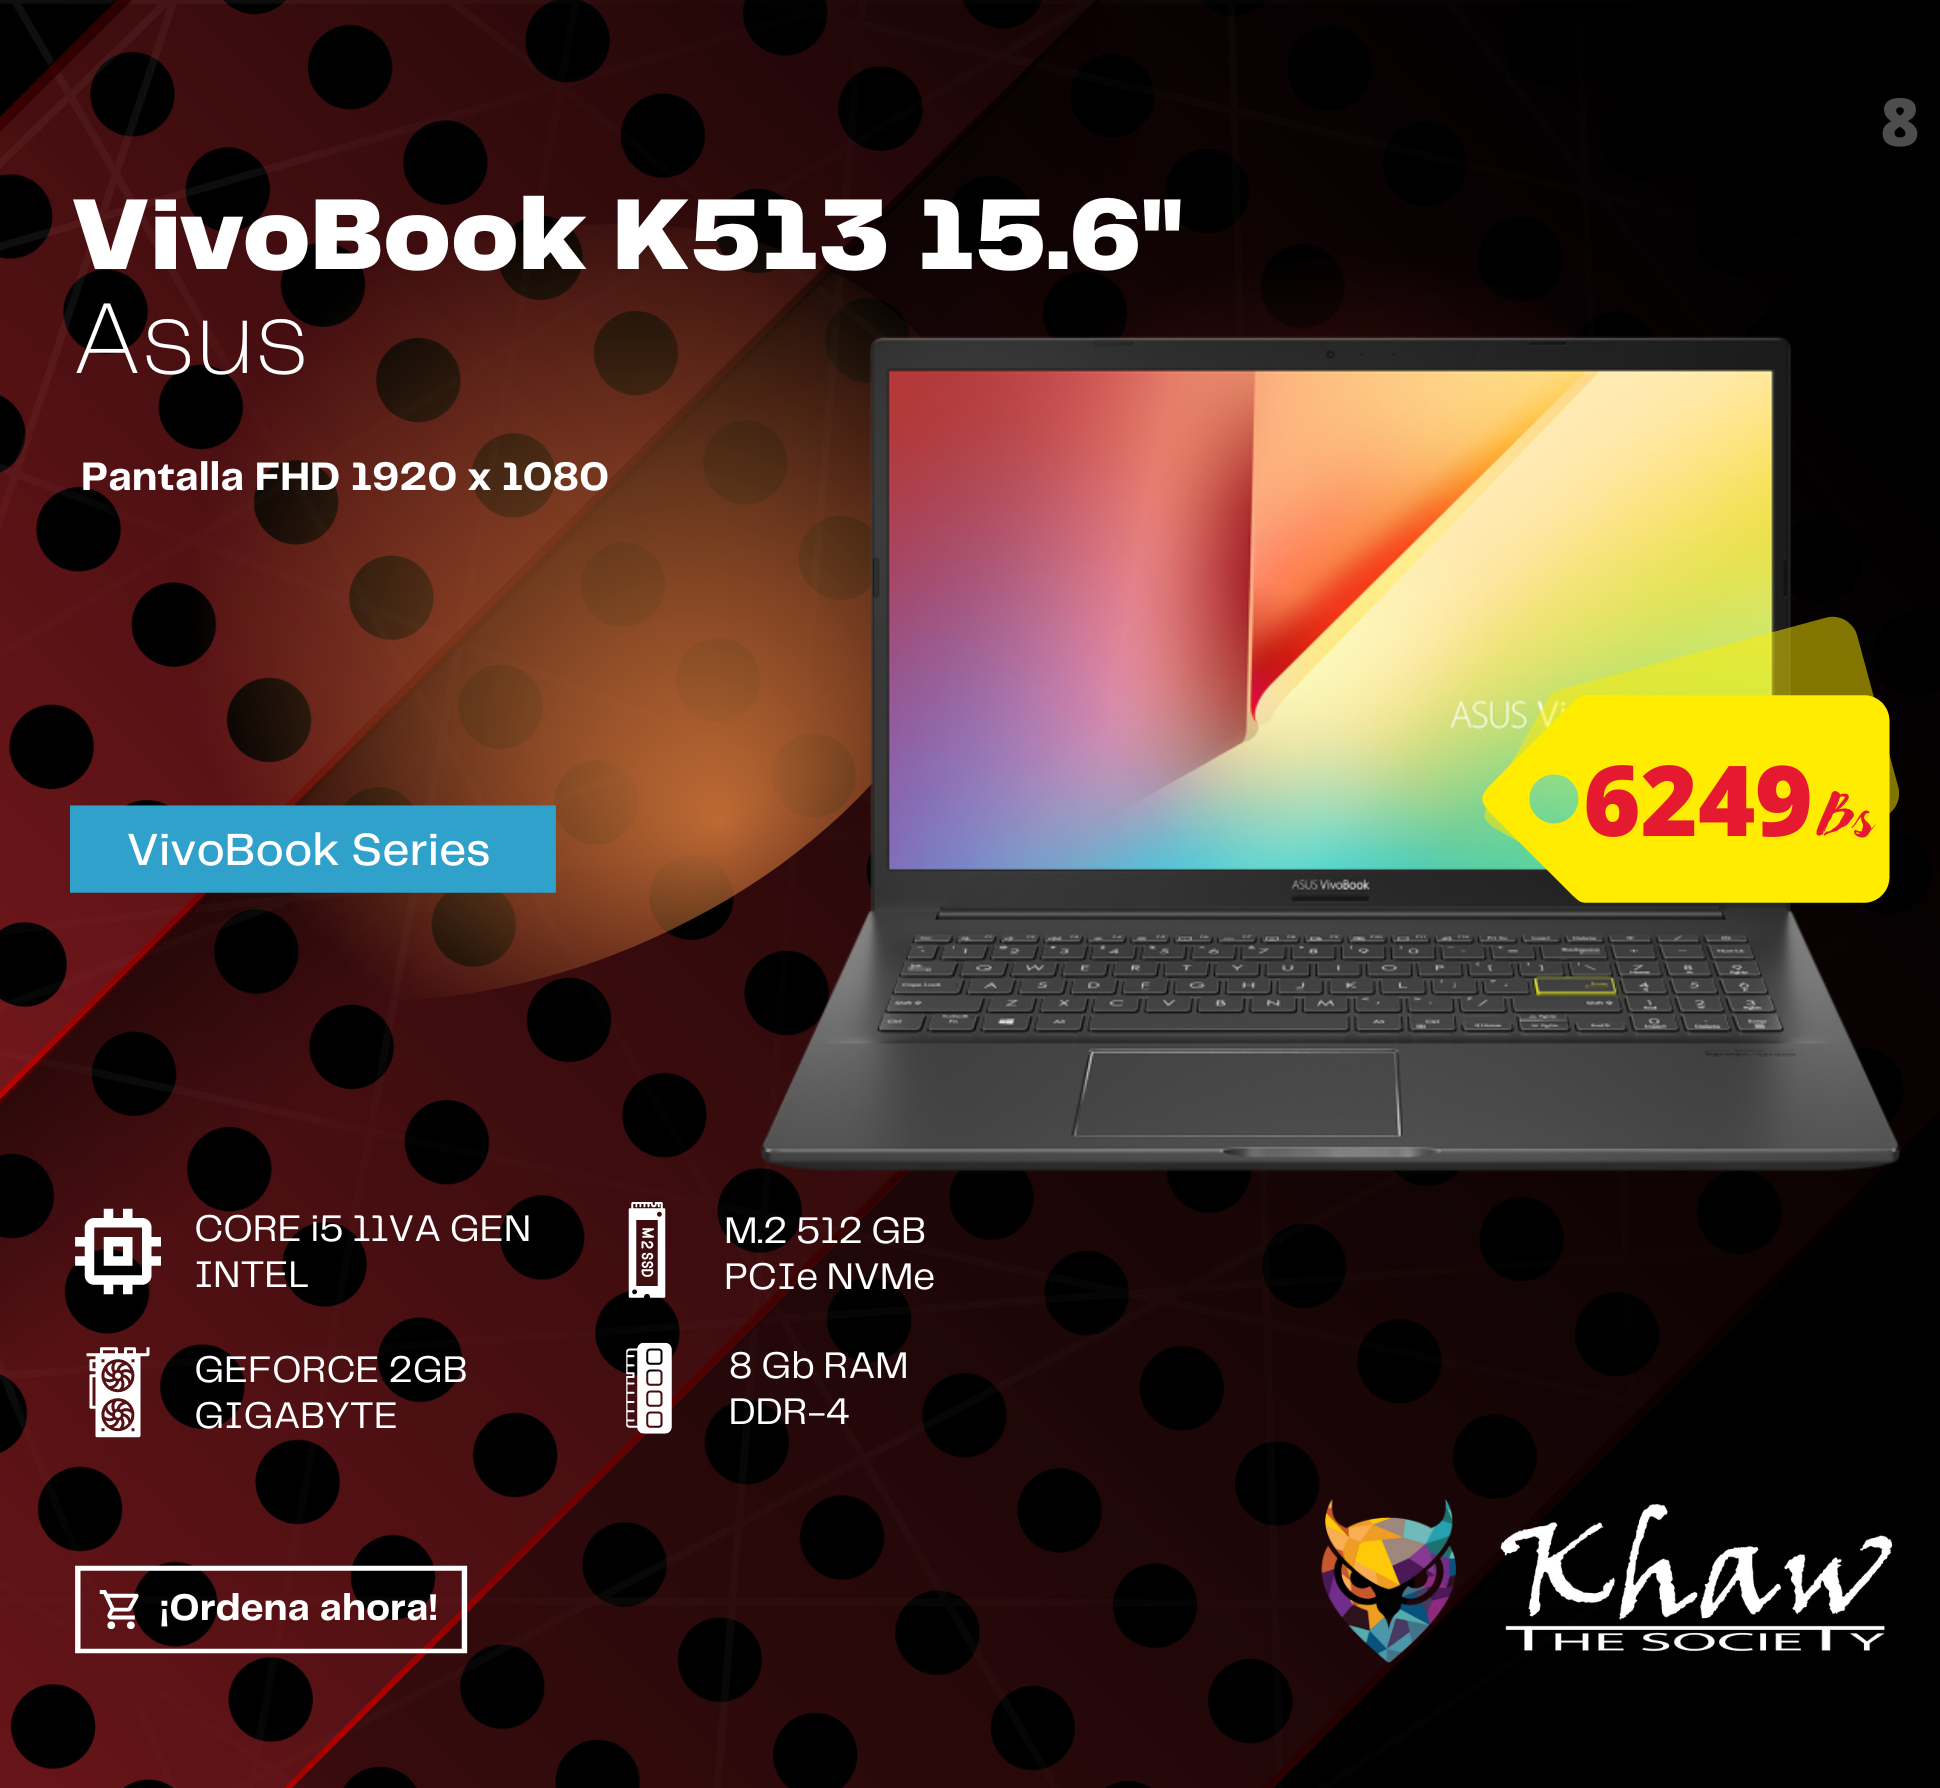 8
VivoBook K513 15.6"
Asus
Pantalla FHD 1920 x 1080
ASUS Vi
6249 Bs
VivoBook Series
ASUS VivoBook
CORE i5 11VA GEN
INTEL
M.2 SSD
M.2 512 GB
PCIe NVMe
GEFORCE 2GB
GIGABYTE
8 Gb RAM
DDR-4
¡Ordena ahora!
Khaw
THE SOCIETY